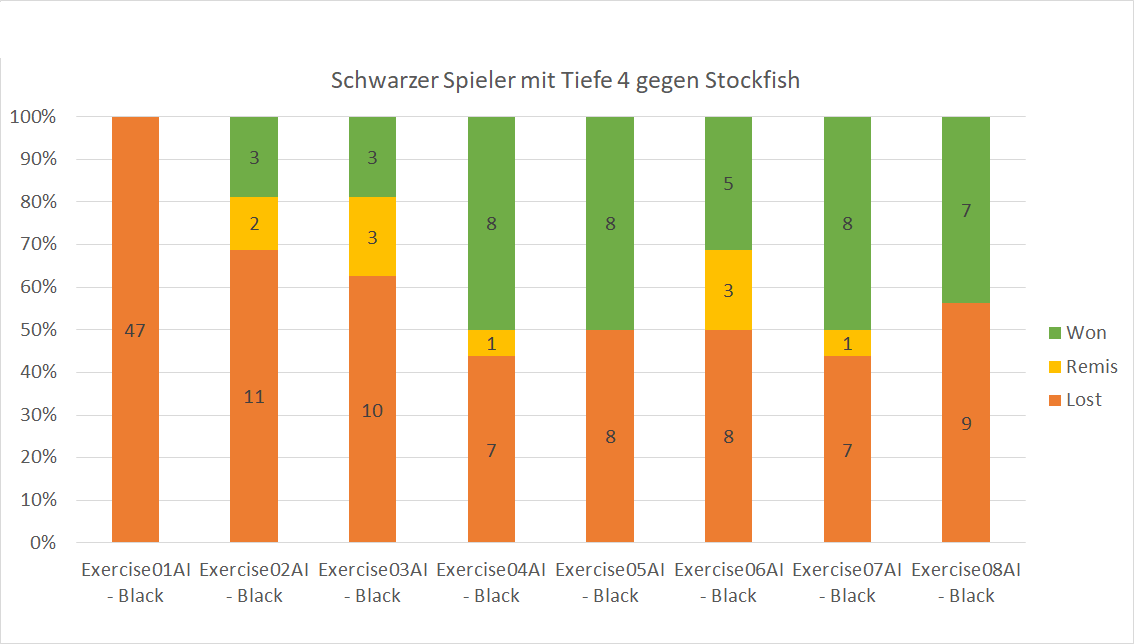 Schwarzer Spieler mit Tiefe 4 gegen Stockfish
100%
90%
80%
70%
60%
50%
40%
30%
20%
10%
0%
47
3
2
11
3
3
10
8
1
7
8
8
5
3
8
8
1
7
7
9
Exercise01AI
- Black
Exercise02AI
- Black
Exercise03AI
- Black
Exercise04AI
- Black
Exercise05AI
- Black
Exercise06AI
- Black
Exercise07AI
- Black
Exercise08AI
- Black
Won
Remis
Lost